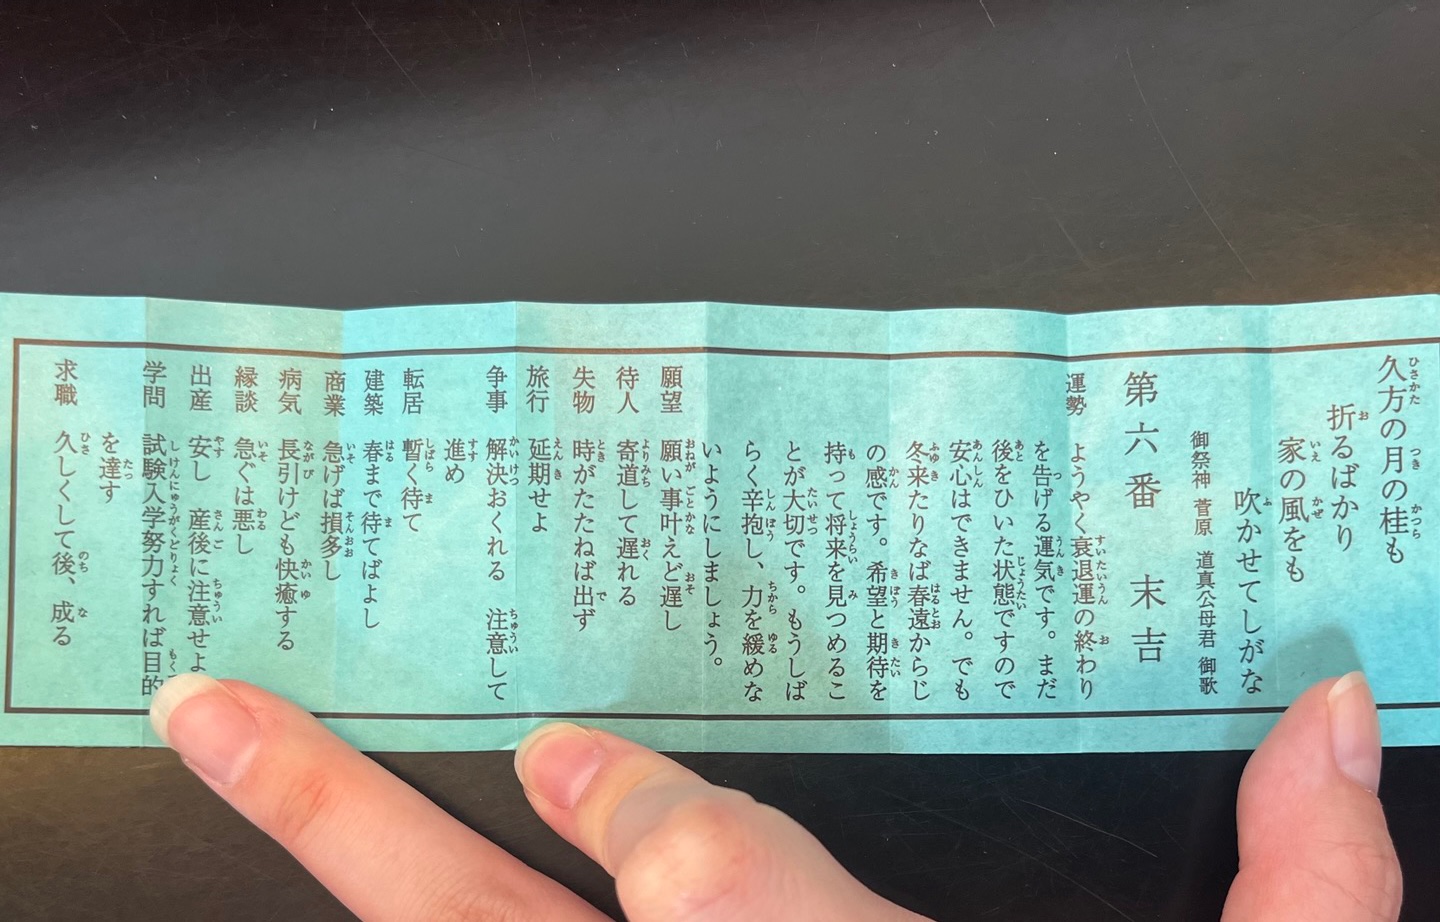 久方の月の桂も
折るばかり
家の風をも
吹かせてしがな
御祭神 菅原 道真公母君 御歌
第六番 末吉
運勢 ようやく衰退運の終わり
を告げる運気です。まだ
後をひいた状態ですので
安心はできません。でも
冬来たりなば春遠からじ
の感です。希望と期待を
持って将来を見つめるこ
とが大切です。もうしば
らく辛抱し、力を緩めな
いようにしましょう。
願望 願い事叶えど遅し
待人 寄道して遅れる
失物 時がたたねば出ず
旅行 延期せよ
争事 解決おくれる 注意して
進め
転居 暫く待て
建築 春まで待てばよし
商業 急げば損多し
病気 長引けども快癒する
縁談 急ぐは悪し
出産 安し 産後に注意せよ
学問 試験入学努力すれば目的
を達す
求職 久しくして後、成る